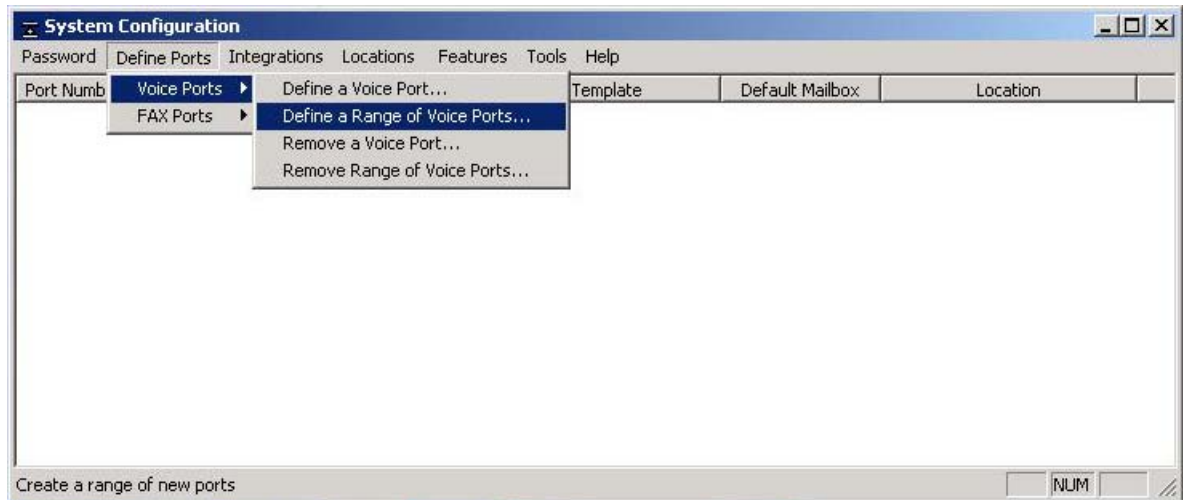 System Configuration
Password Define Ports Integrations Locations Features Tools Help
Port Numb Template Default Mailbox Location
Voice Ports
FAX Ports
Define a Voice Port...
Define a Range of Voice Ports...
Remove a Voice Port...
Remove Range of Voice Ports...
Create a range of new ports NUM